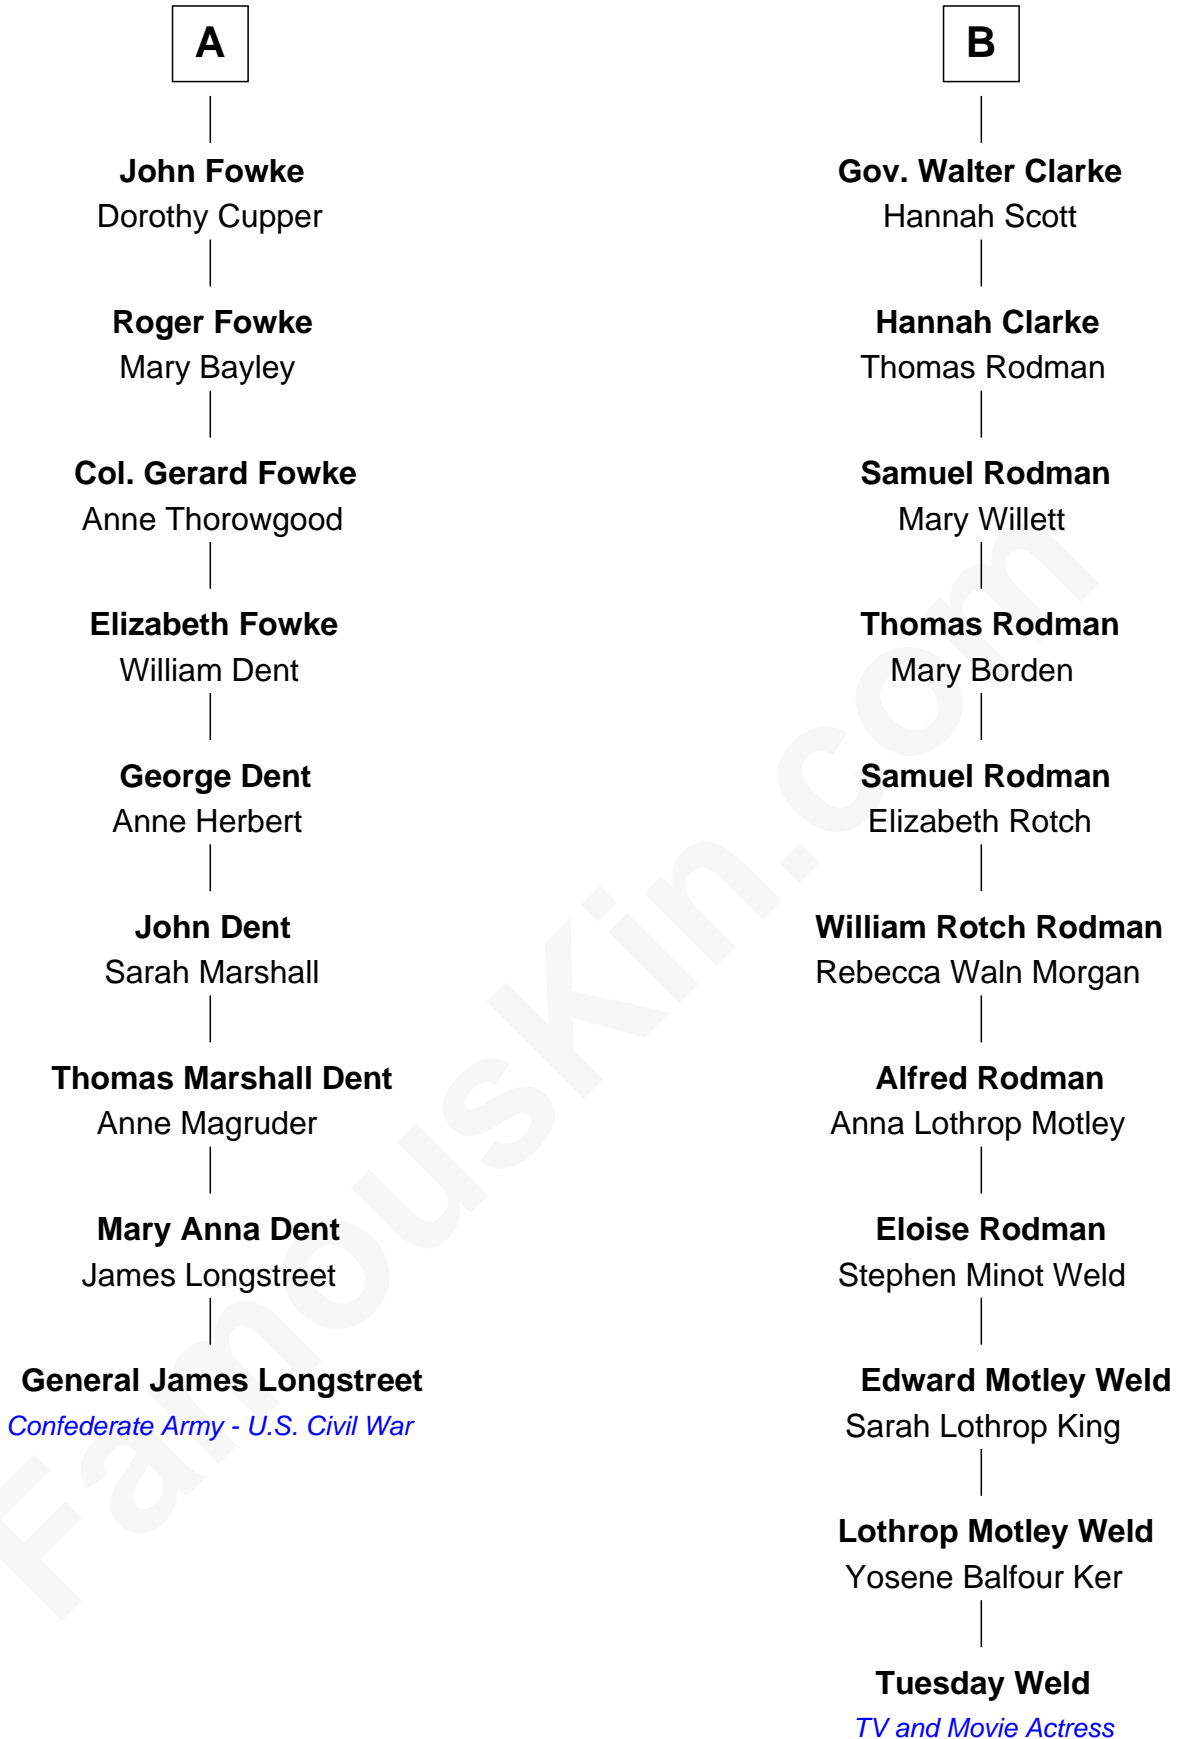 A
John Fowke
Dorothy Cupper
Roger Fowke
Mary Bayley
Col. Gerard Fowke
Anne Thorowgood
Elizabeth Fowke
William Dent
George Dent
Anne Herbert
John Dent
Sarah Marshall
Thomas Marshall Dent
Anne Magruder
Mary Anna Dent
James Longstreet
General James Longstreet
Confederate Army - U.S. Civil War
B
Gov. Walter Clarke
Hannah Scott
Hannah Clarke
Thomas Rodman
Samuel Rodman
Mary Willett
Thomas Rodman
Mary Borden
Samuel Rodman
Elizabeth Rotch
William Rotch Rodman
Rebecca Waln Morgan
Alfred Rodman
Anna Lothrop Motley
Eloise Rodman
Stephen Minot Weld
Edward Motley Weld
Sarah Lothrop King
Lothrop Motley Weld
Yosene Balfour Ker
Tuesday Weld
TV and Movie Actress
FamousKin.com